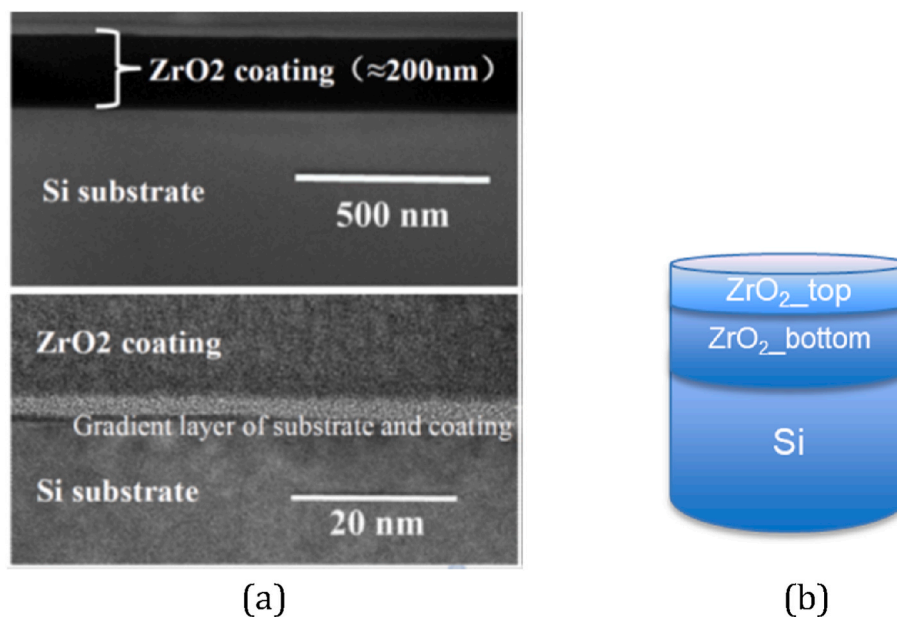 ZrO2 coating（≈200nm）
Si substrate
500 nm
ZrO2 coating
Gradient layer of substrate and coating
Si substrate
20 nm
(a)
ZrO₂_top
ZrO₂_bottom
Si
(b)